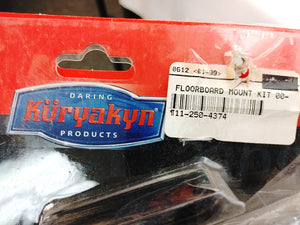 DARING
Küryakyn
PRODUCTS
0612 <61-99>
FLOORBOARD MOUNT KIT 00-
911-250-4374